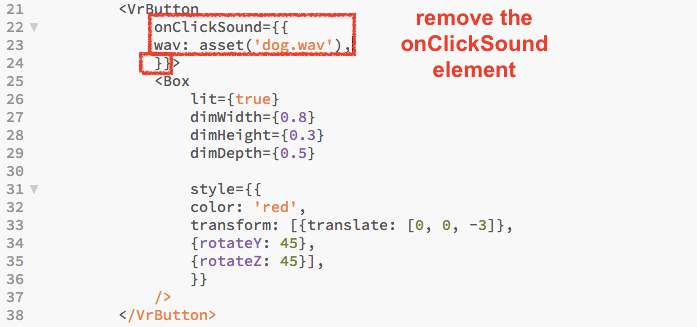 21 <VrButton
22 onClickSound={{
23 wav: asset('dog.wav'),
24 }}>
25 <Box
26 lit={true}
27 dimWidth={0.8}
28 dimHeight={0.3}
29 dimDepth={0.5}
30
31 style={{
32 color: 'red',
33 transform: [{translate: [0, 0, -3]},
34 {rotateY: 45},
35 {rotateZ: 45}],
36 }}
37 />
38 </VrButton>
remove the
onClickSound
element